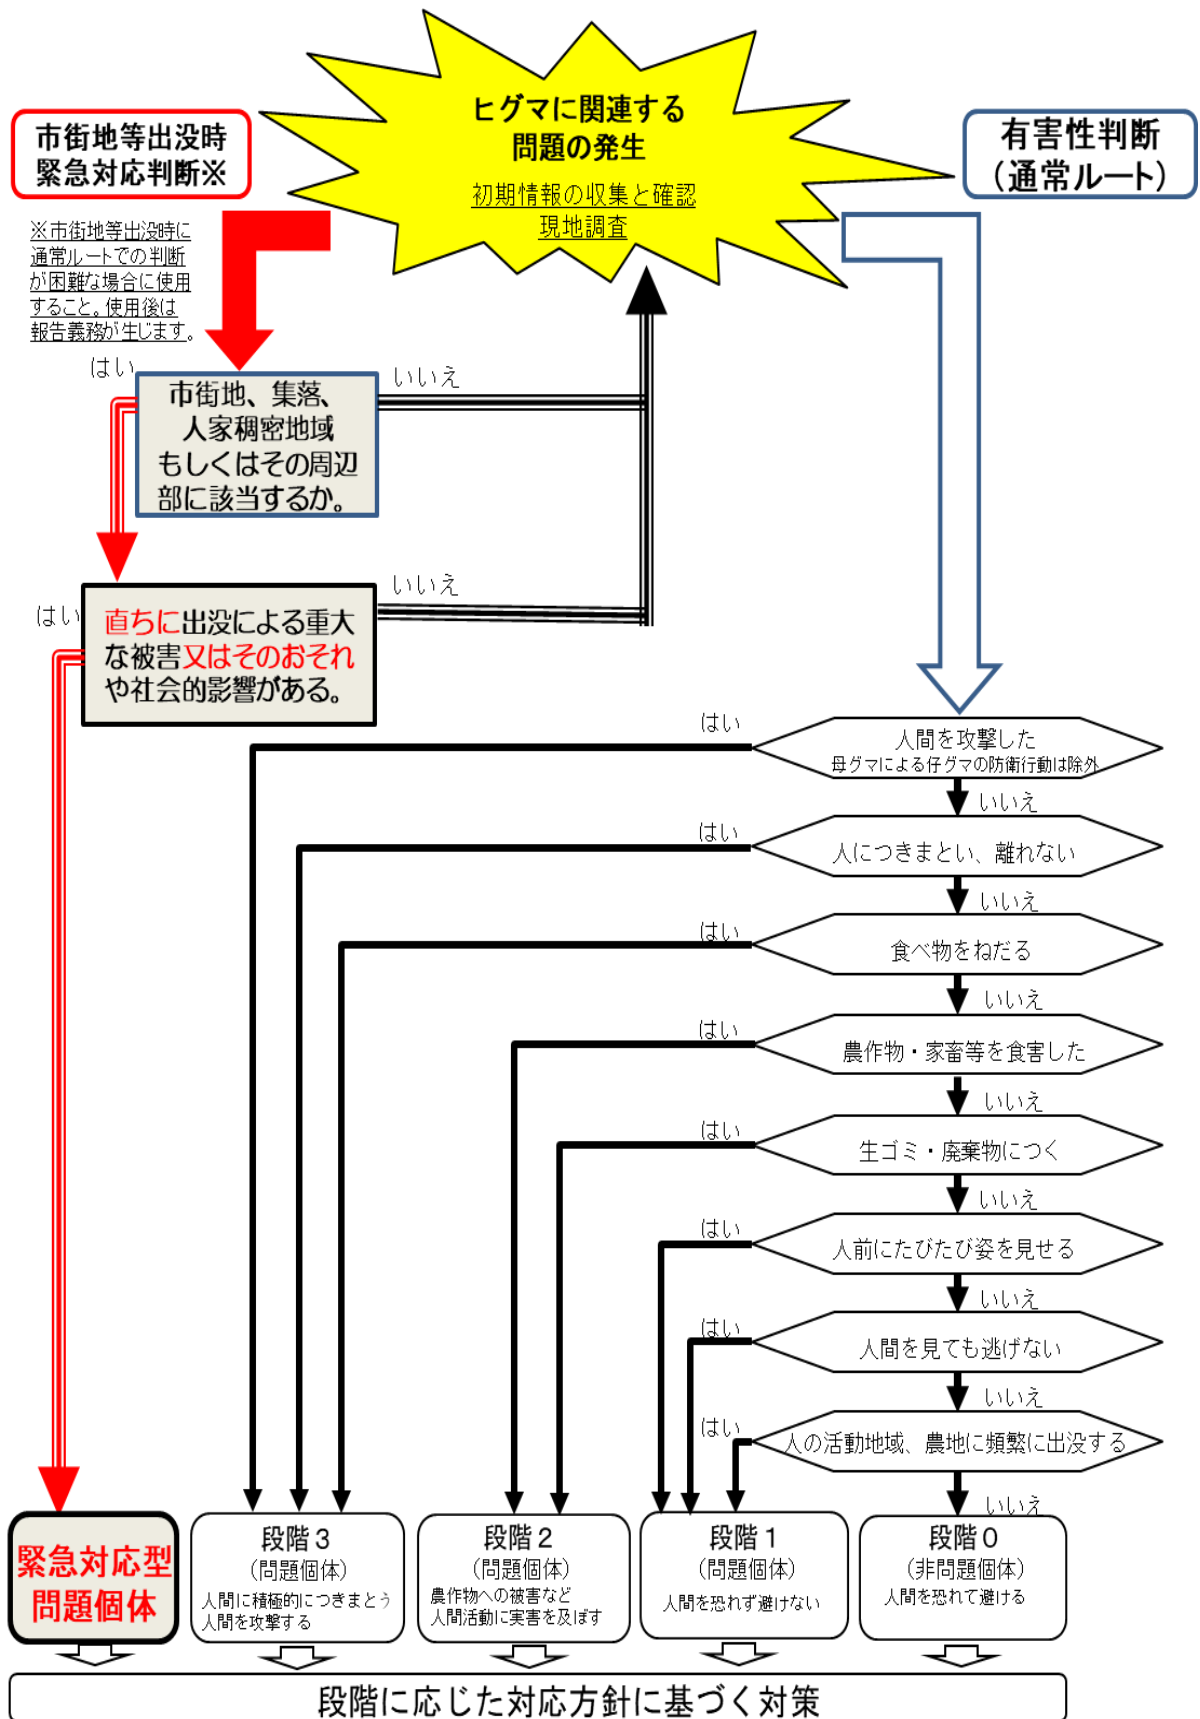 ヒグマに関連する
問題の発生
初期情報の収集と確認
現地調査
市街地等出没時
緊急対応判断※
有害性判断
(通常ルート)
※市街地等出没時に
通常ルートでの判断
が困難な場合に使用
すること。使用後は
報告義務が生じます。
はい
いいえ
市街地、集落、
人家稠密地域
もしくはその周辺
部に該当するか。
はい
いいえ
直ちに出没による重大
な被害又はそのおそれ
や社会的影響がある。
はい
人間を攻撃した
母グマによる仔グマの防衛行動は除外
いいえ
はい
人につきまとい、離れない
いいえ
はい
食べ物をねだる
いいえ
はい
農作物・家畜等を食害した
いいえ
はい
生ゴミ・廃棄物につく
いいえ
はい
人前にたびたび姿を見せる
いいえ
はい
人間を見ても逃げない
いいえ
はい
人の活動地域、農地に頻繁に出没する
いいえ
緊急対応型
問題個体
段階3
(問題個体)
人間に積極的につきまとう
人間を攻撃する
段階2
(問題個体)
農作物への被害など
人間活動に実害を及ぼす
段階1
(問題個体)
人間を恐れず避けない
段階0
(非問題個体)
人間を恐れて避ける
段階に応じた対応方針に基づく対策